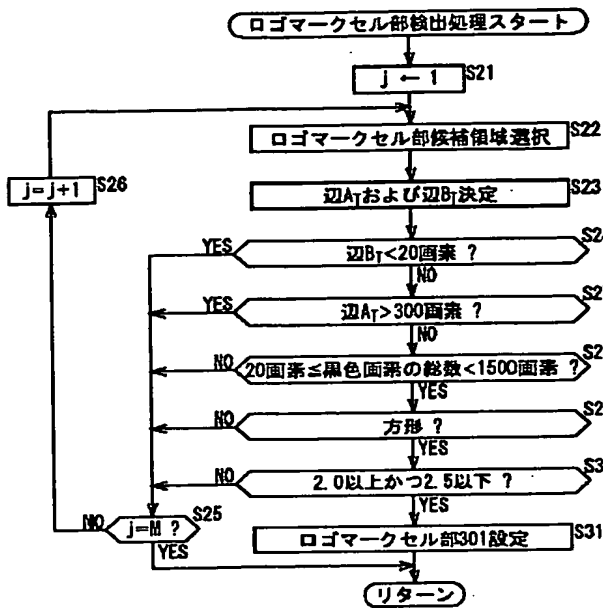 ロゴマークセル部検出処理スタート
j ← 1
S21
ロゴマークセル部候補領域選択
S22
j=j+1
S26
辺ATおよび辺BT決定
S23
辺BT<20画素 ?
S2
YES
NO
辺AT>300画素 ?
S2
YES
NO
20画素≦黒色画素の総数<1500画素 ?
S2
NO
YES
方形 ?
S2
NO
YES
2.0以上かつ2.5以下 ?
S3
NO
YES
j=M ?
S25
NO
YES
ロゴマークセル部301設定
S31
リターン